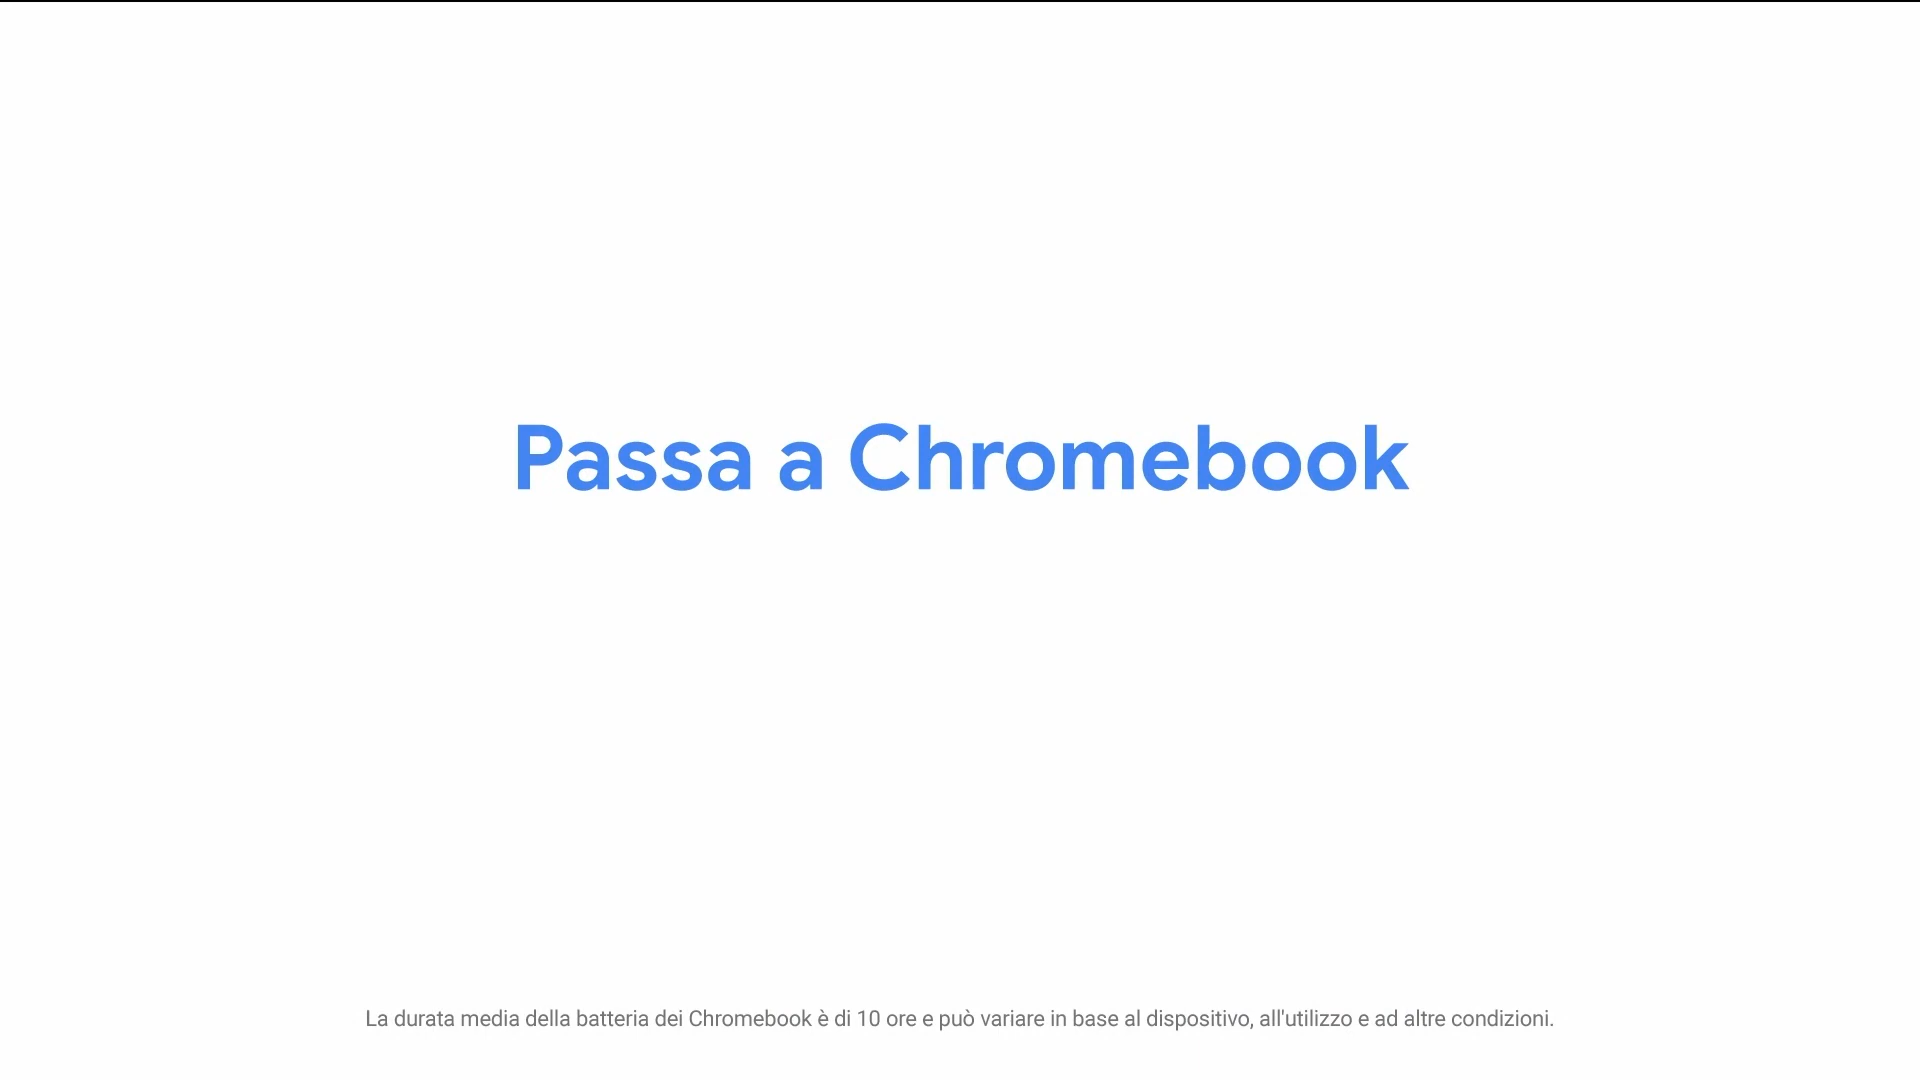 Passa a Chromebook
La durata media della batteria dei Chromebook è di 10 ore e può variare in base al dispositivo, all'utilizzo e ad altre condizioni.